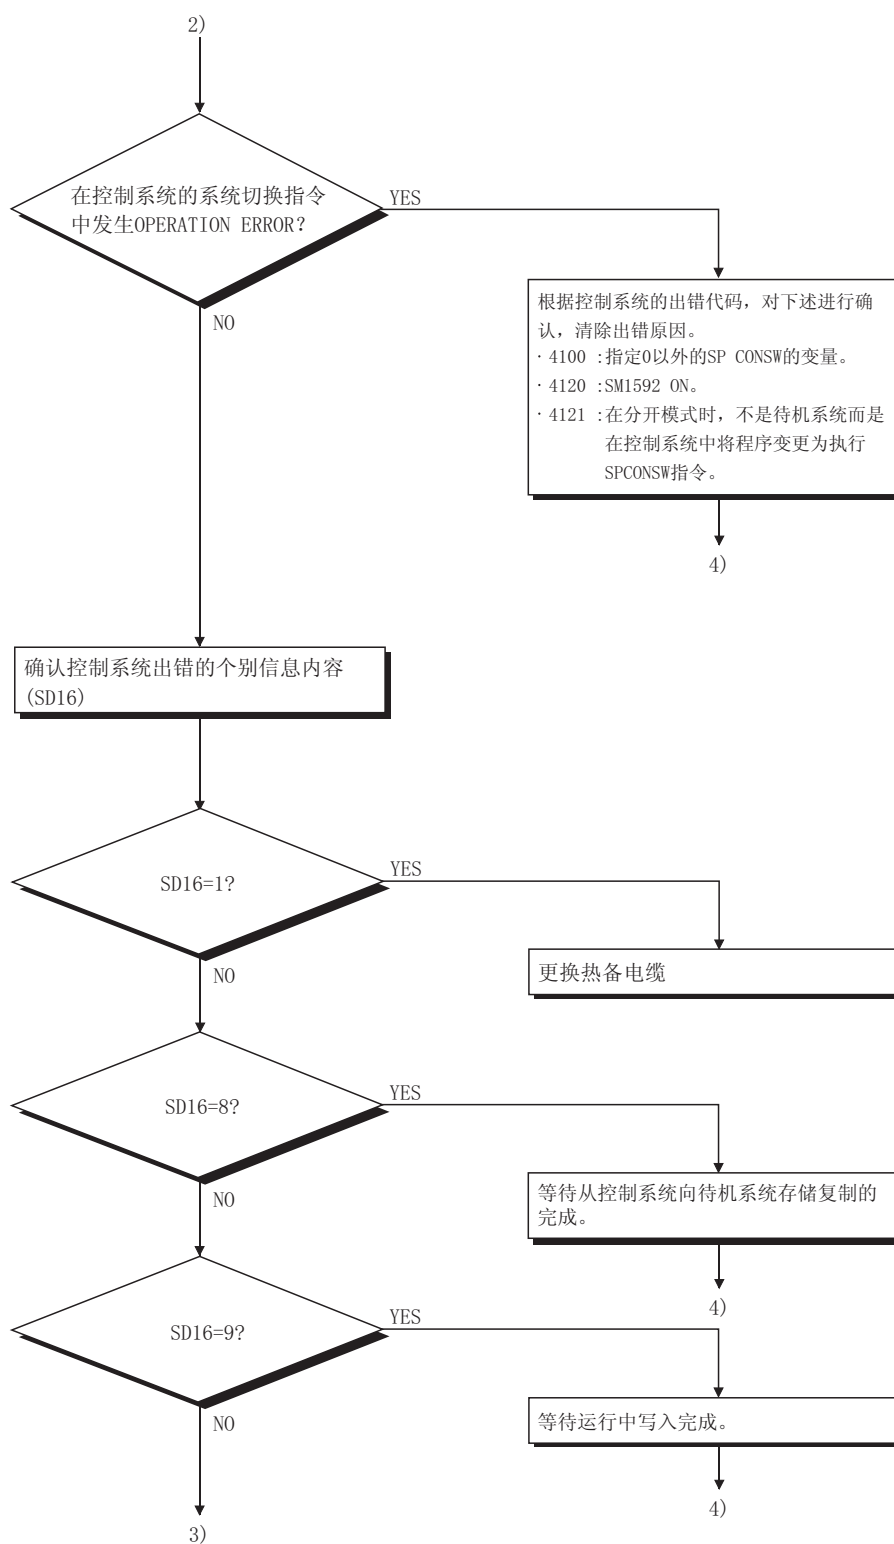 2)
在控制系统的系统切换指令
中发生OPERATION ERROR?
YES
NO
根据控制系统的出错代码，对下述进行确
认，清除出错原因。
·4100 :指定0以外的SP CONSW的变量。
·4120 :SM1592 ON。
·4121 :在分开模式时，不是待机系统而是
在控制系统中将程序变更为执行
SPCONSW指令。
4)
确认控制系统出错的个别信息内容
(SD16)
SD16=1?
YES
NO
更换热备电缆
SD16=8?
YES
NO
等待从控制系统向待机系统存储复制的
完成。
4)
SD16=9?
YES
NO
等待运行中写入完成。
4)
3)